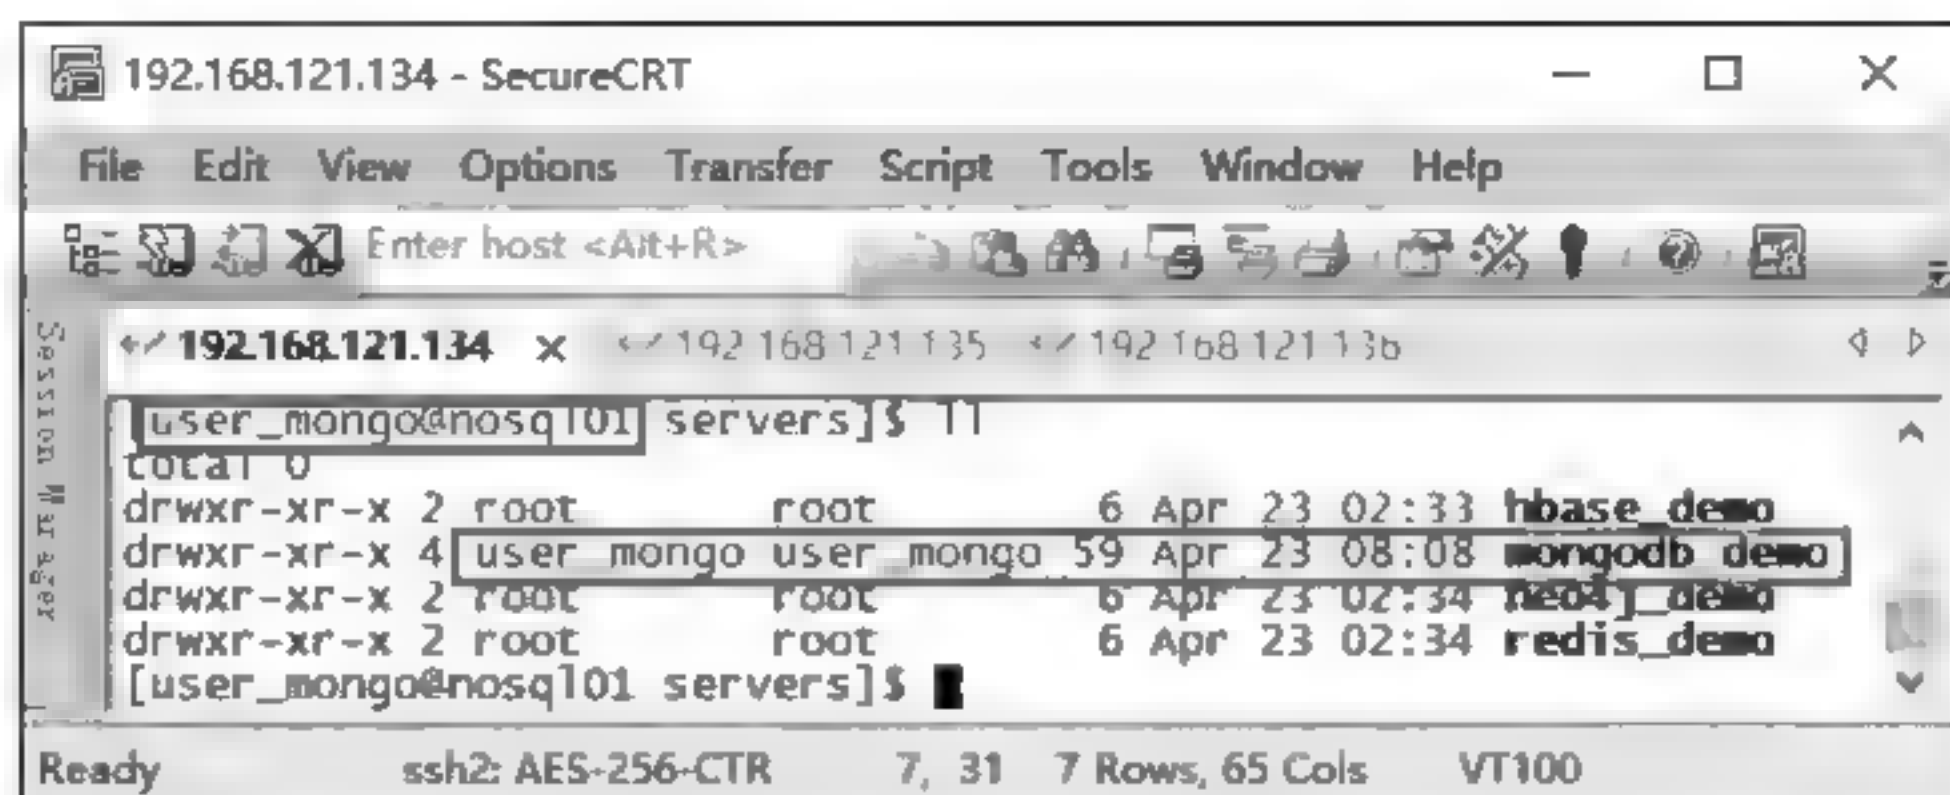 192.168.121.134 - SecureCRT
File Edit View Options Transfer Script Tools Window Help
Enter host <Alt+R>
Session Manager
192.168.121.134 192.168.121.135 192.168.121.136
[user_mongo@nosql01 servers]$ ll
total 0
drwxr-xr-x 2 root root 6 Apr 23 02:33 hbase_demo
drwxr-xr-x 4 user_mongo user_mongo 59 Apr 23 08:08 mongodb_demo
drwxr-xr-x 2 root root 6 Apr 23 02:34 neo4j_demo
drwxr-xr-x 2 root root 6 Apr 23 02:34 redis_demo
[user_mongo@nosql01 servers]$
Ready ssh2: AES-256-CTR 7, 31 7 Rows, 65 Cols VT100